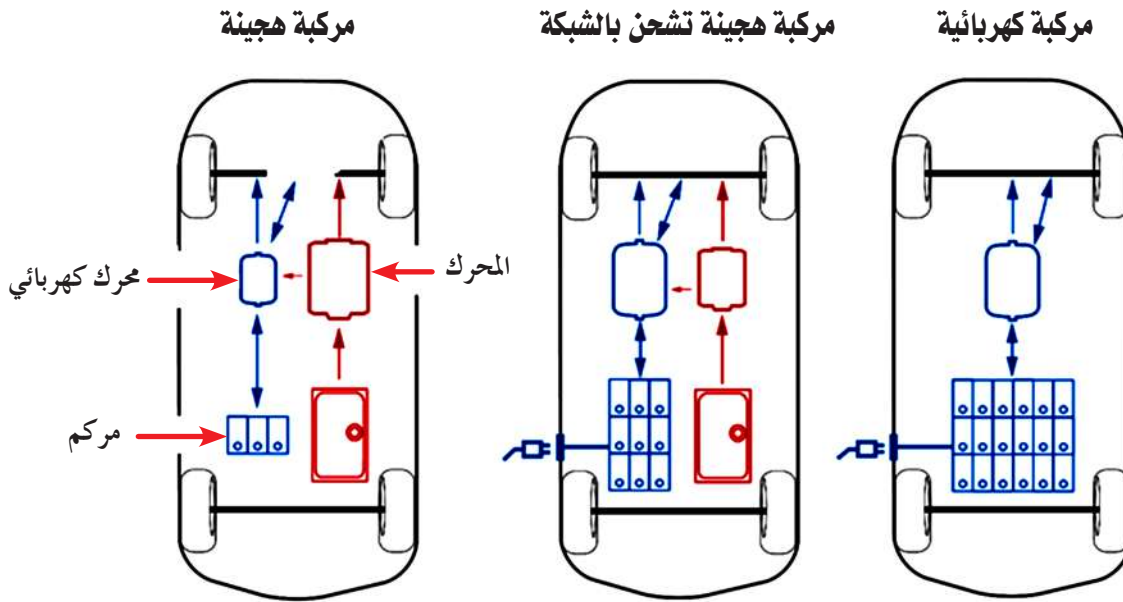 مركبة كهربائية
مركبة هجينة تشحن بالشبكة
مركبة هجينة
المحرك
محرك كهربائي
مركم